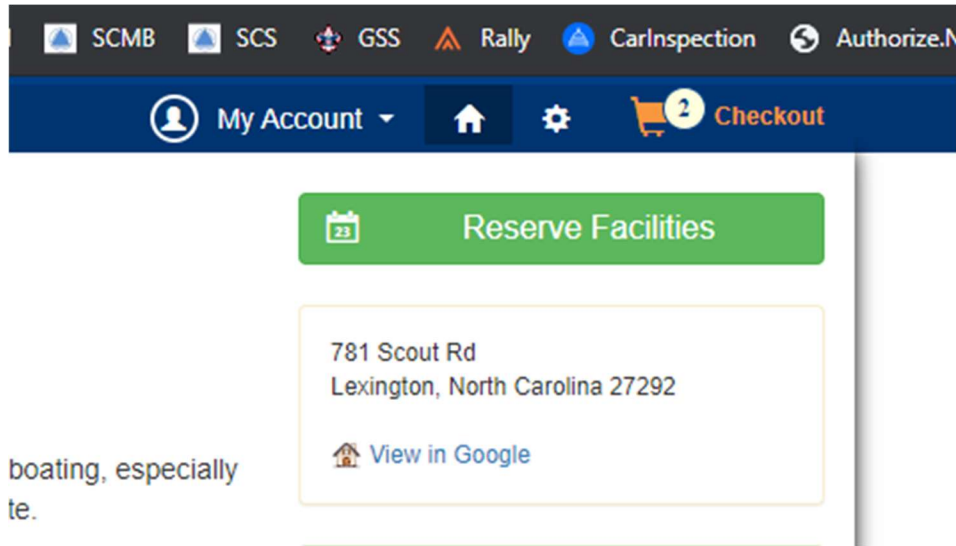 SCMB SCS GSS Rally CarInspection Authorize.N
My Account 2 Checkout
23 Reserve Facilities
781 Scout Rd
Lexington, North Carolina 27292
View in Google
boating, especially
te.